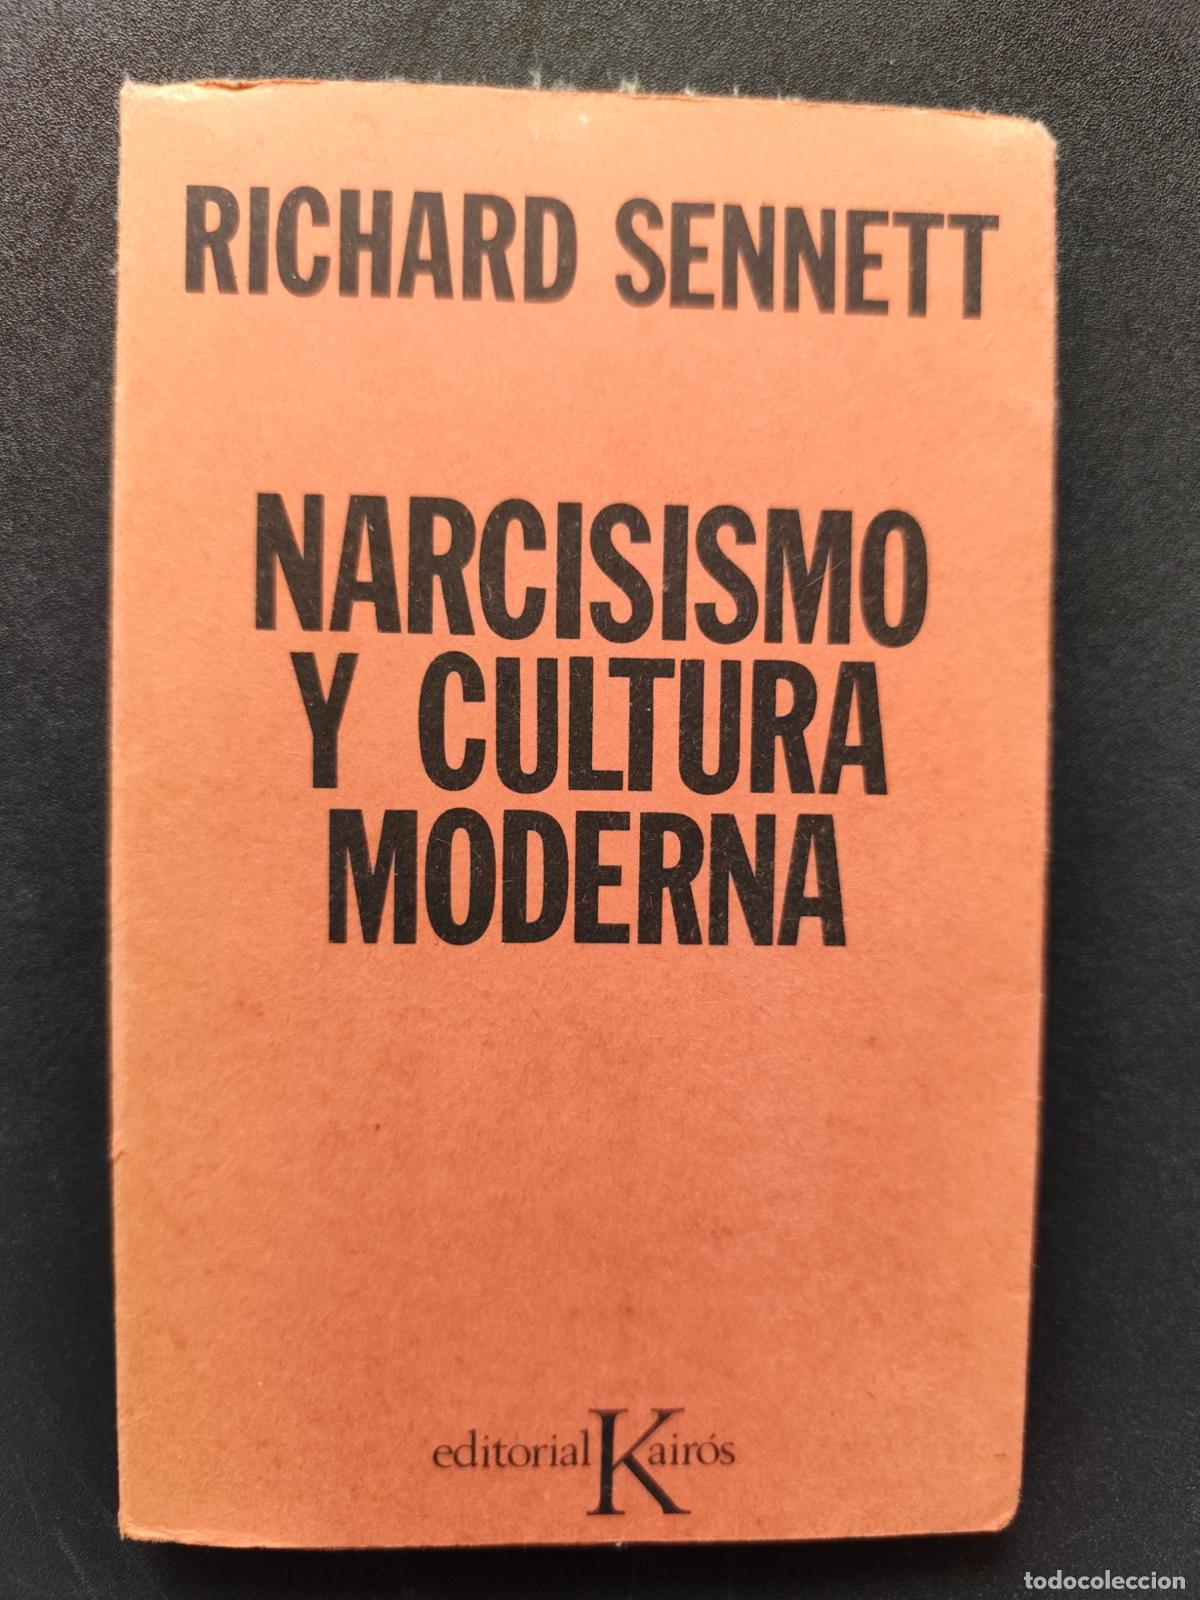 RICHARD SENNETT
NARCISISMO
Y CULTURA
MODERNA
editorial Kairós
todocoleccion